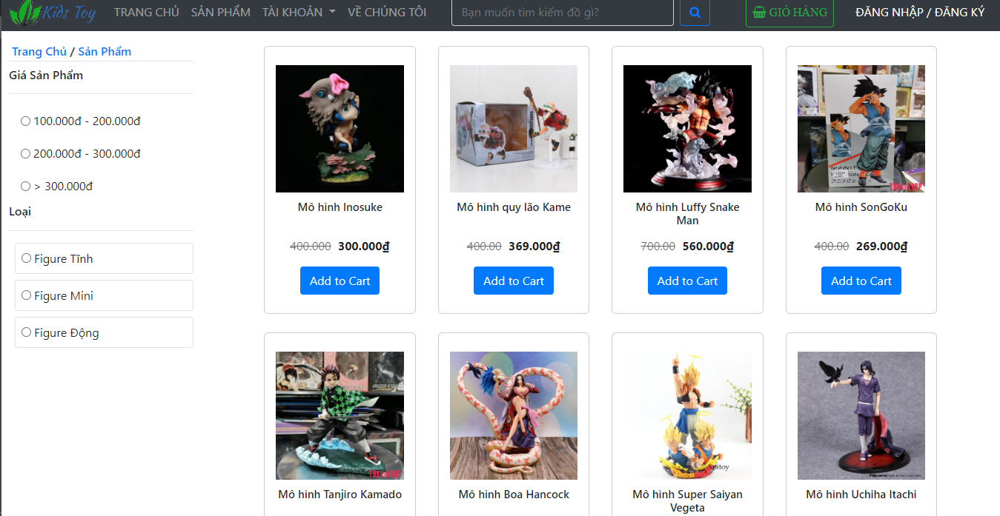 Kids Toy
TRANG CHỦ SẢN PHẨM TÀI KHOẢN VỀ CHÚNG TÔI
Bạn muốn tìm kiếm đồ gì?
GIỎ HÀNG
ĐĂNG NHẬP / ĐĂNG KÝ
Trang Chủ / Sản Phẩm
Giá Sản Phẩm
100.000đ - 200.000đ
200.000đ - 300.000đ
> 300.000đ
Loại
Figure Tĩnh
Figure Mini
Figure Động
Mô hình Inosuke
400.000 300.000₫
Add to Cart
Mô hình quy lão Kame
400.00 369.000₫
Add to Cart
Mô hình Luffy Snake
Man
700.00 560.000₫
Add to Cart
Mô hình SonGoKu
400.00 269.000₫
Add to Cart
Mô hình Tanjiro Kamado
Mô hình Boa Hancock
Anitoy
Mô hình Super Saiyan
Vegeta
Mô hình Uchiha Itachi